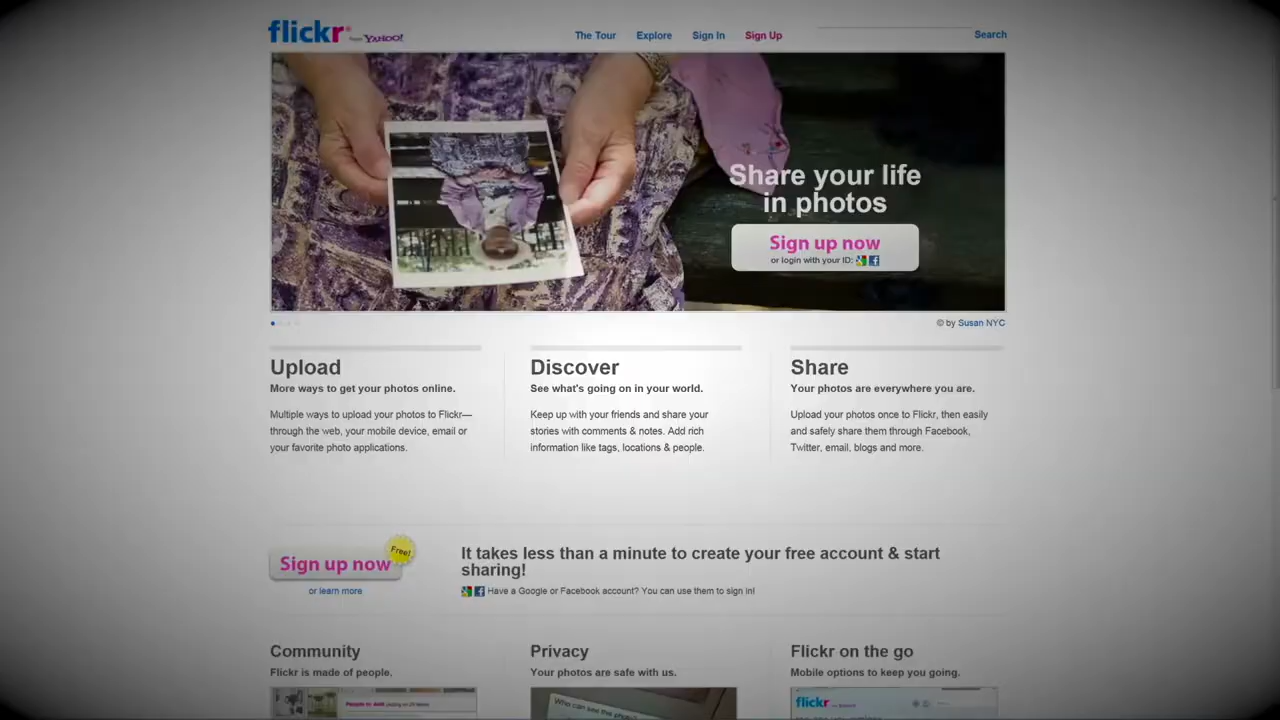 flickr from YAHOO!
The Tour
Explore
Sign In
Sign Up
Search
Share your life
in photos
Sign up now
or login with your ID:
© by Susan NYC
Upload
More ways to get your photos online.
Multiple ways to upload your photos to Flickr—
through the web, your mobile device, email or
your favorite photo applications.
Discover
See what's going on in your world.
Keep up with your friends and share your
stories with comments & notes. Add rich
information like tags, locations & people.
Share
Your photos are everywhere you are.
Upload your photos once to Flickr, then easily
and safely share them through Facebook,
Twitter, email, blogs and more.
Sign up now
Free!
or learn more
It takes less than a minute to create your free account & start
sharing!
Have a Google or Facebook account? You can use them to sign in!
Community
Flickr is made of people.
Privacy
Your photos are safe with us.
Who can see the photo
Flickr on the go
Mobile options to keep you going.
flickr